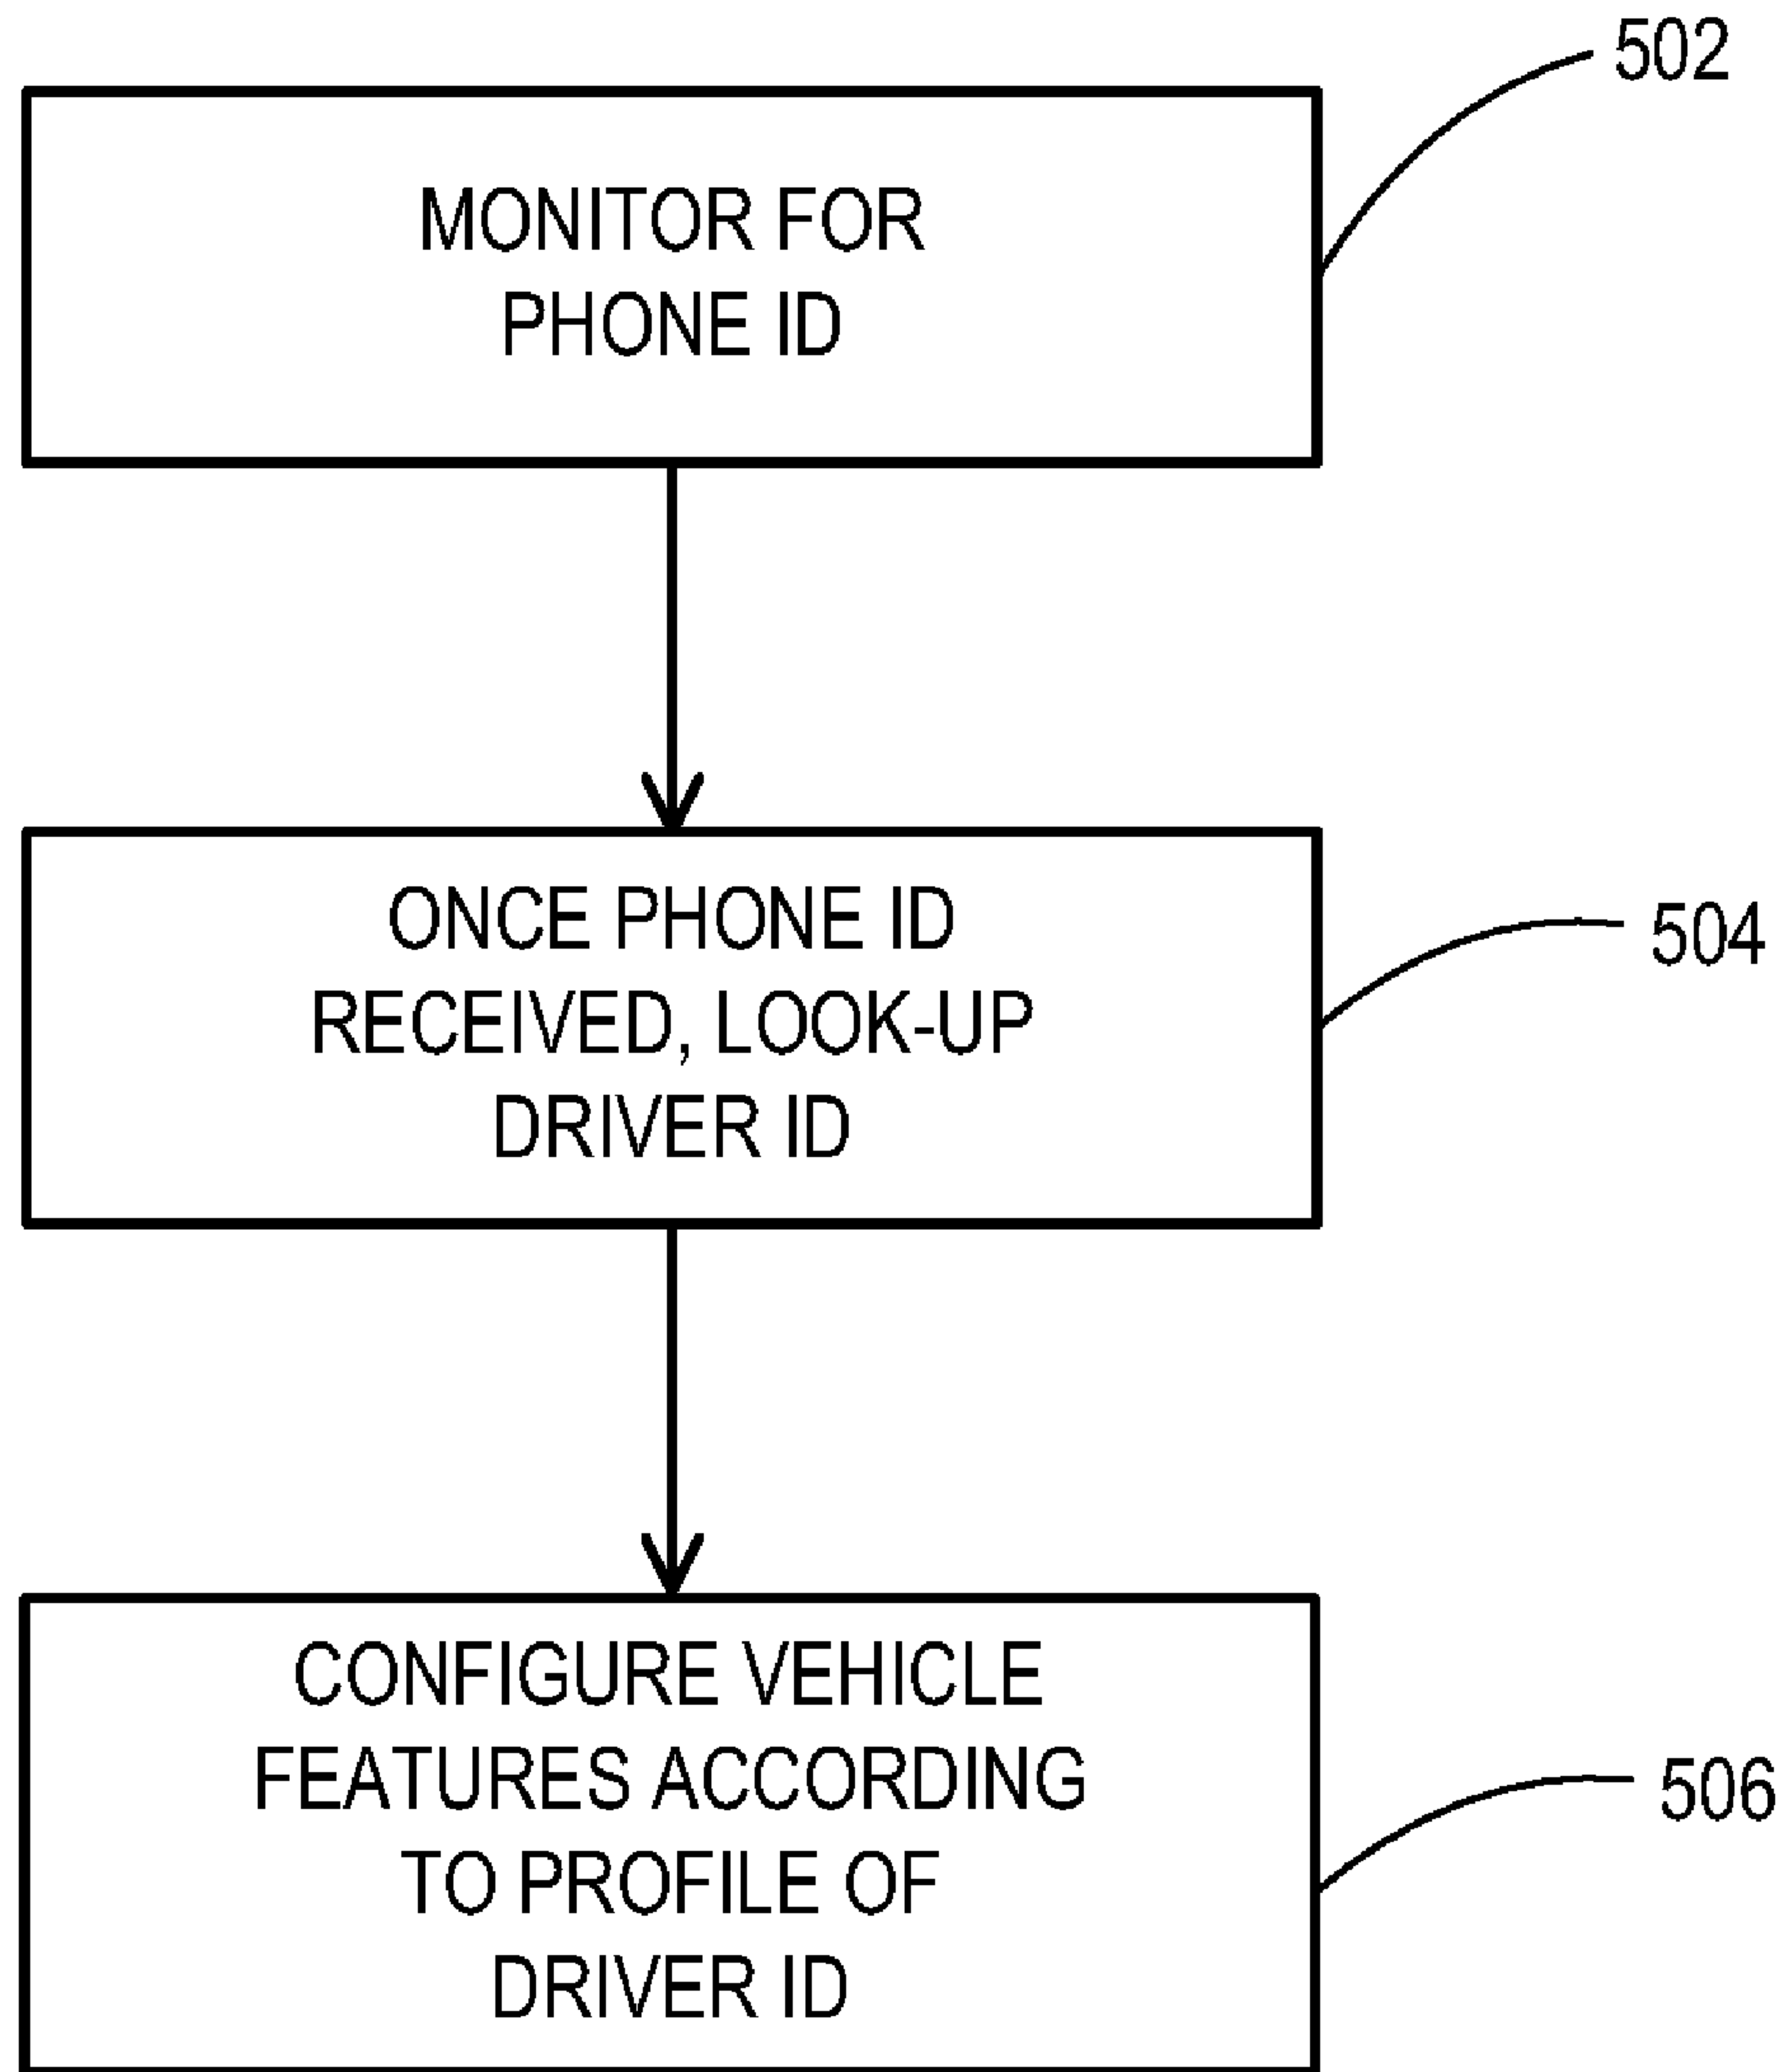 502
MONITOR FOR
PHONE ID
ONCE PHONE ID
RECEIVED, LOOK-UP
DRIVER ID
504
CONFIGURE VEHICLE
FEATURES ACCORDING
TO PROFILE OF
DRIVER ID
506